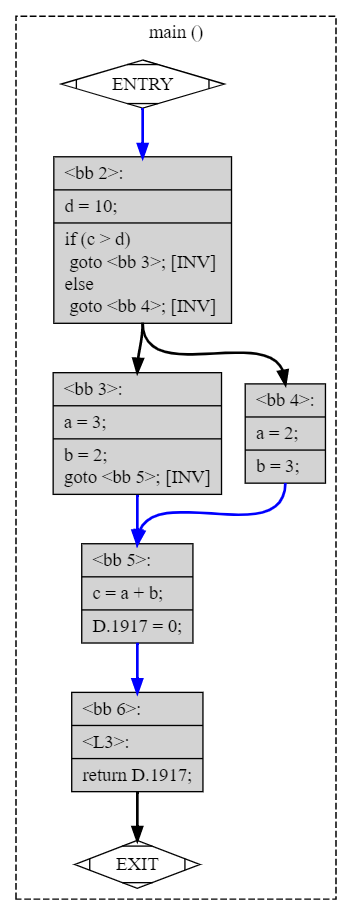 main ()
ENTRY
<bb 2>:
d = 10;
if (c > d)
goto <bb 3>; [INV]
else
goto <bb 4>; [INV]
<bb 3>:
a = 3;
b = 2;
goto <bb 5>; [INV]
<bb 4>:
a = 2;
b = 3;
<bb 5>:
c = a + b;
D.1917 = 0;
<bb 6>:
<L3>:
return D.1917;
EXIT